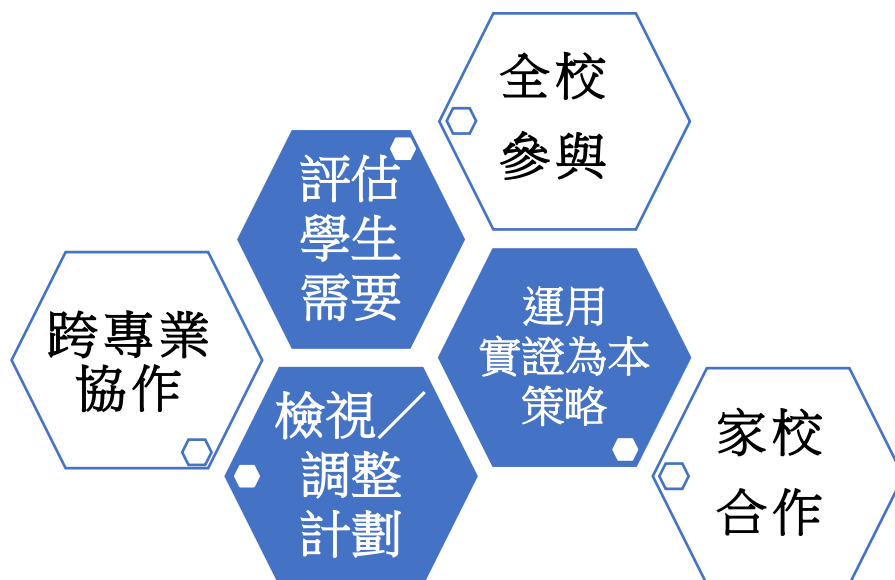 全校
參與
評估
學生
需要
運用
實證為本
策略
跨專業
協作
檢視／
調整
計劃
家校
合作